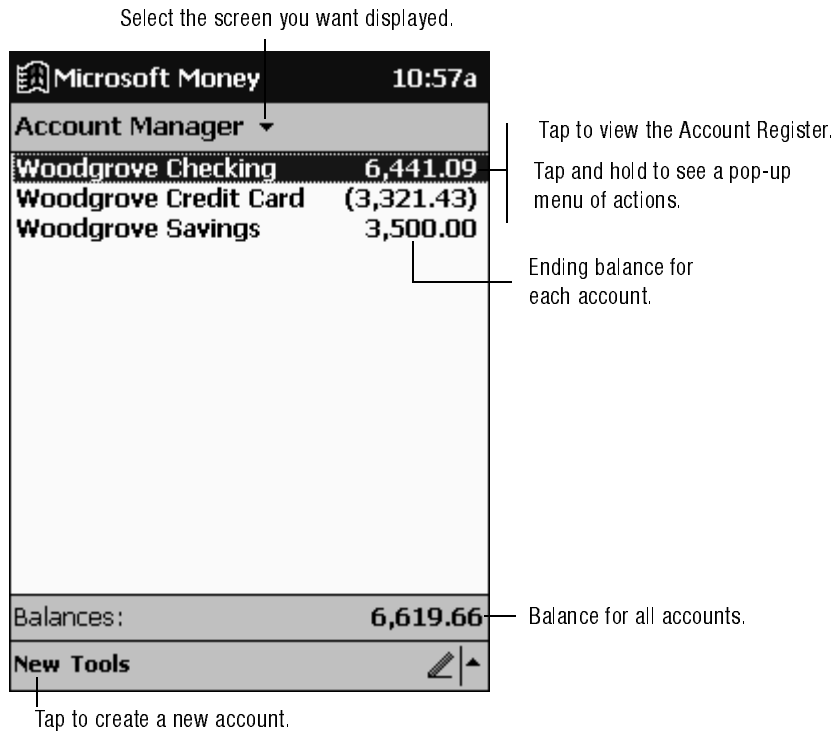 Select the screen you want displayed.
Microsoft Money 10:57a
Account Manager
Tap to view the Account Register.
Woodgrove Checking 6,441.09
Tap and hold to see a pop-up
menu of actions.
Woodgrove Credit Card (3,321.43)
Woodgrove Savings 3,500.00
Ending balance for
each account.
Balances: 6,619.66
Balance for all accounts.
New Tools
Tap to create a new account.